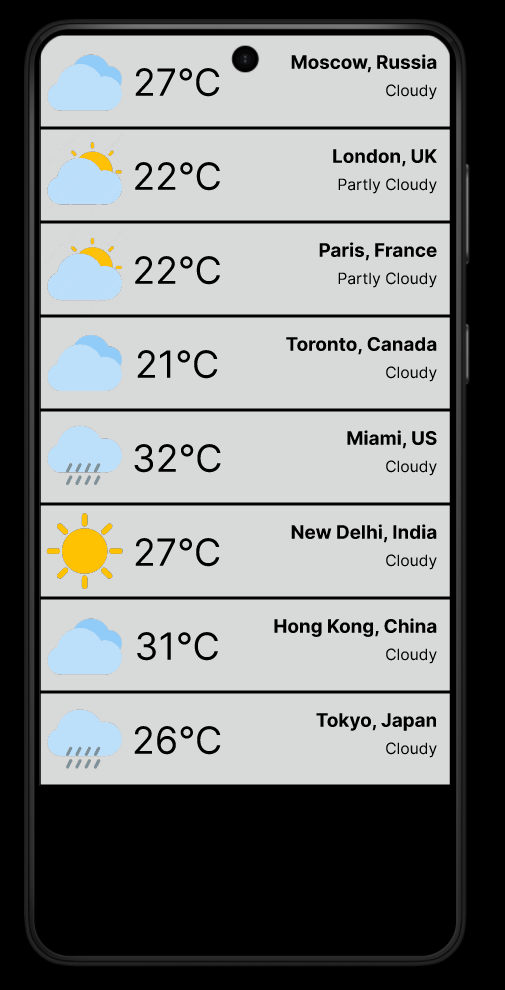 27°C
Moscow, Russia
Cloudy
22°C
London, UK
Partly Cloudy
22°C
Paris, France
Partly Cloudy
21°C
Toronto, Canada
Cloudy
32°C
Miami, US
Cloudy
27°C
New Delhi, India
Cloudy
31°C
Hong Kong, China
Cloudy
26°C
Tokyo, Japan
Cloudy